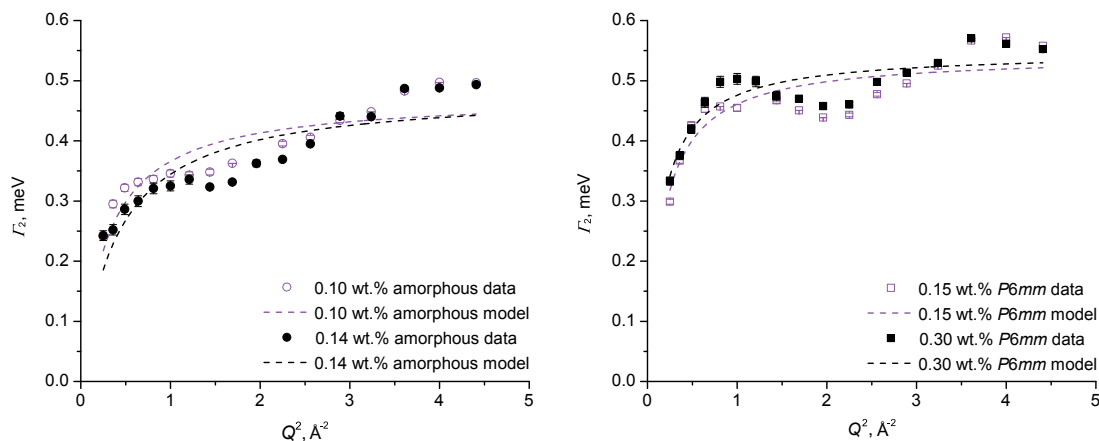 0.6
0.5
0.4
0.3
0.2
0.1
0.0
Γ₂, meV
0.10 wt.% amorphous data
0.10 wt.% amorphous model
0.14 wt.% amorphous data
0.14 wt.% amorphous model
0 1 2 3 4 5
Q², Å⁻²
0.6
0.5
0.4
0.3
0.2
0.1
0.0
Γ₂, meV
0.15 wt.% P6mm data
0.15 wt.% P6mm model
0.30 wt.% P6mm data
0.30 wt.% P6mm model
0 1 2 3 4 5
Q², Å⁻²